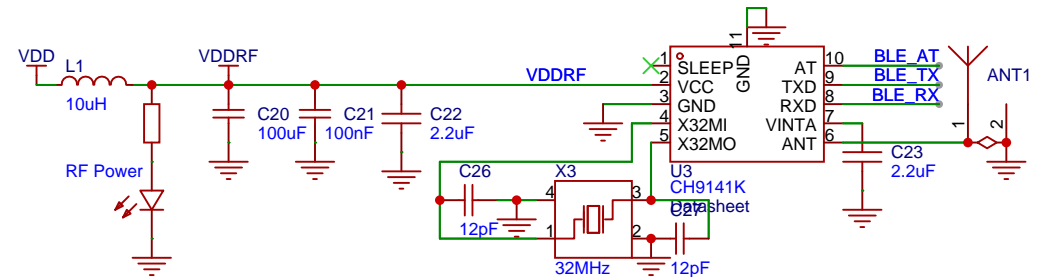 VDD
L1
10uH
VDDRF
C20
100uF
C21
100nF
C22
2.2uF
RF Power
VDDRF
1
SLEEP
2
VCC
3
GND
4
X32MI
5
X32MO
11
GND
AT
10
TXD
9
RXD
8
VINTA
7
ANT
6
U3
CH9141K
Datasheet
BLE_AT
BLE_TX
BLE_RX
C23
2.2uF
ANT1
1
2
C26
12pF
X3
4
3
1
2
32MHz
C27
12pF